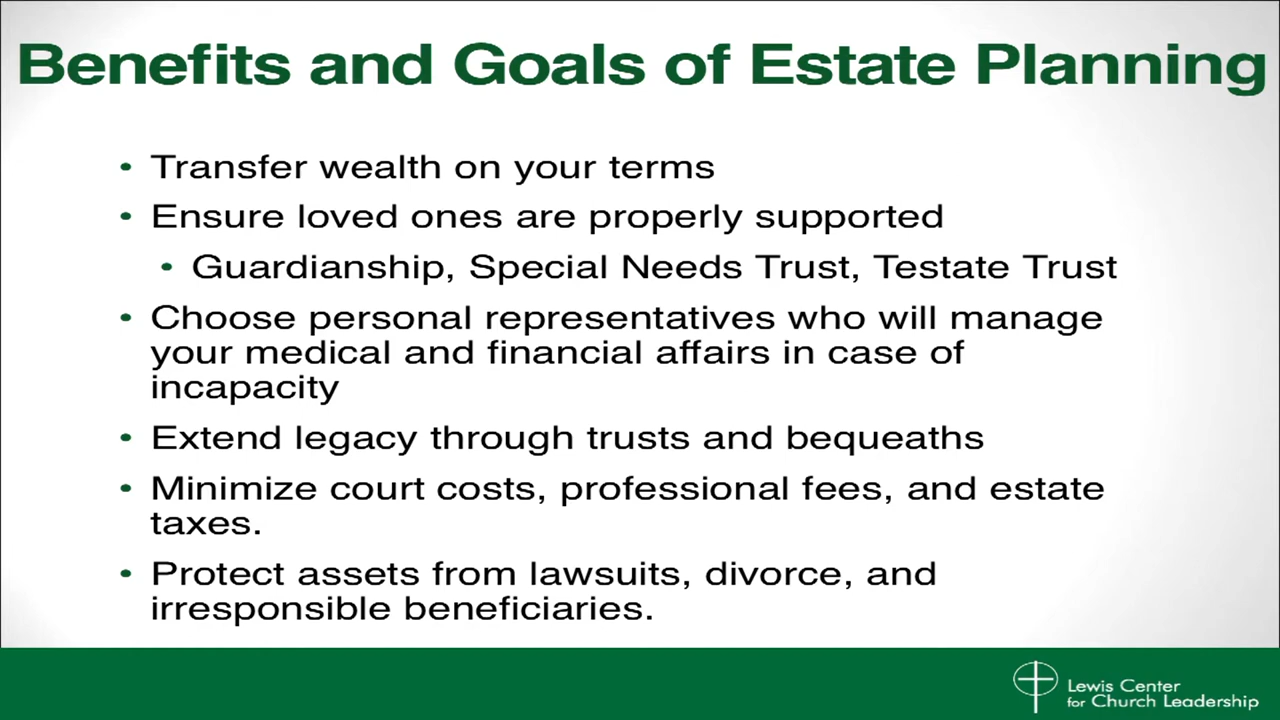 Benefits and Goals of Estate Planning
• Transfer wealth on your terms
• Ensure loved ones are properly supported
• Guardianship, Special Needs Trust, Testate Trust
• Choose personal representatives who will manage
your medical and financial affairs in case of
incapacity
• Extend legacy through trusts and bequeaths
• Minimize court costs, professional fees, and estate
taxes.
• Protect assets from lawsuits, divorce, and
irresponsible beneficiaries.
Lewis Center
for Church Leadership